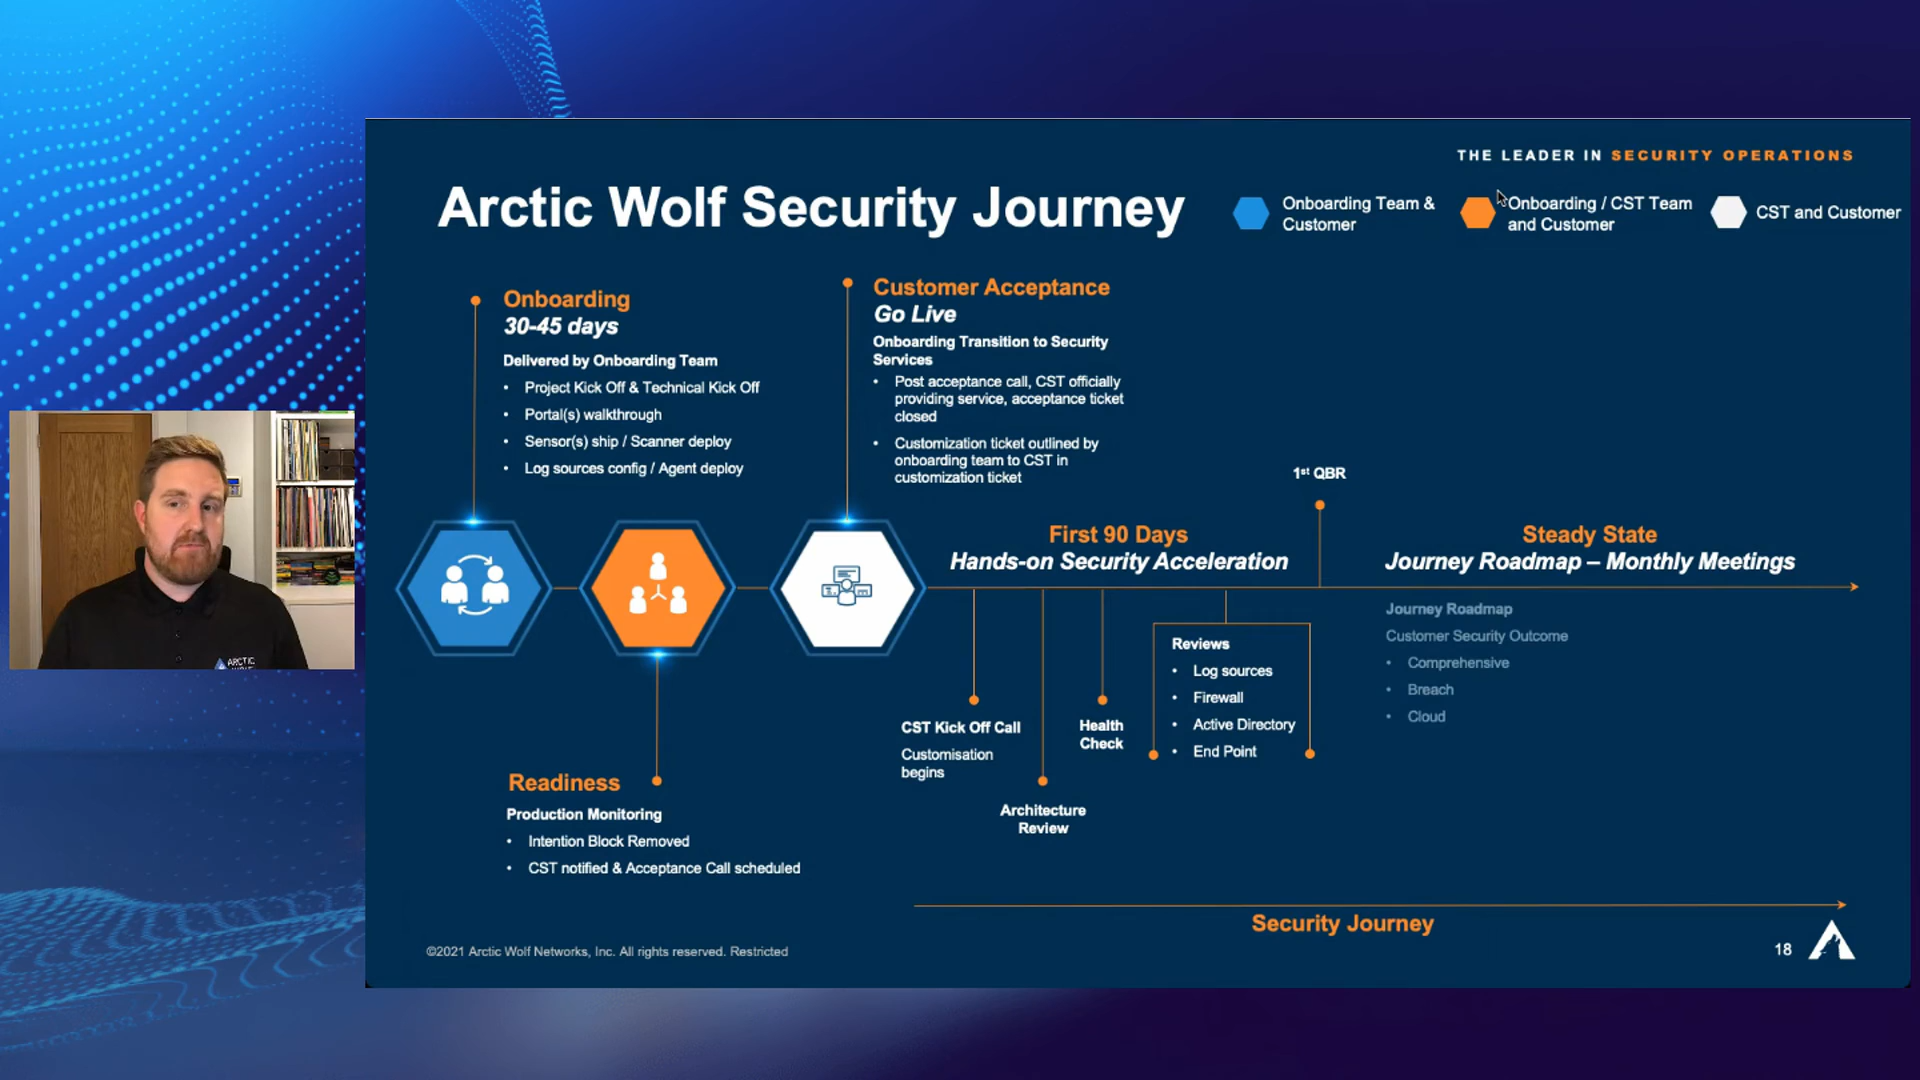 THE LEADER IN SECURITY OPERATIONS
Arctic Wolf Security Journey
Onboarding Team &
Customer
Onboarding / CST Team
and Customer
CST and Customer
Onboarding
30-45 days
Delivered by Onboarding Team
• Project Kick Off & Technical Kick Off
• Portal(s) walkthrough
• Sensor(s) ship / Scanner deploy
• Log sources config / Agent deploy
Customer Acceptance
Go Live
Onboarding Transition to Security
Services
• Post acceptance call, CST officially
providing service, acceptance ticket
closed
• Customization ticket outlined by
onboarding team to CST in
customization ticket
1st QBR
First 90 Days
Hands-on Security Acceleration
Steady State
Journey Roadmap – Monthly Meetings
Journey Roadmap
Customer Security Outcome
• Comprehensive
• Breach
• Cloud
Reviews
• Log sources
• Firewall
• Active Directory
• End Point
CST Kick Off Call
Customisation
begins
Health
Check
Architecture
Review
Readiness
Production Monitoring
• Intention Block Removed
• CST notified & Acceptance Call scheduled
Security Journey
©2021 Arctic Wolf Networks, Inc. All rights reserved. Restricted
18
ARCTIC